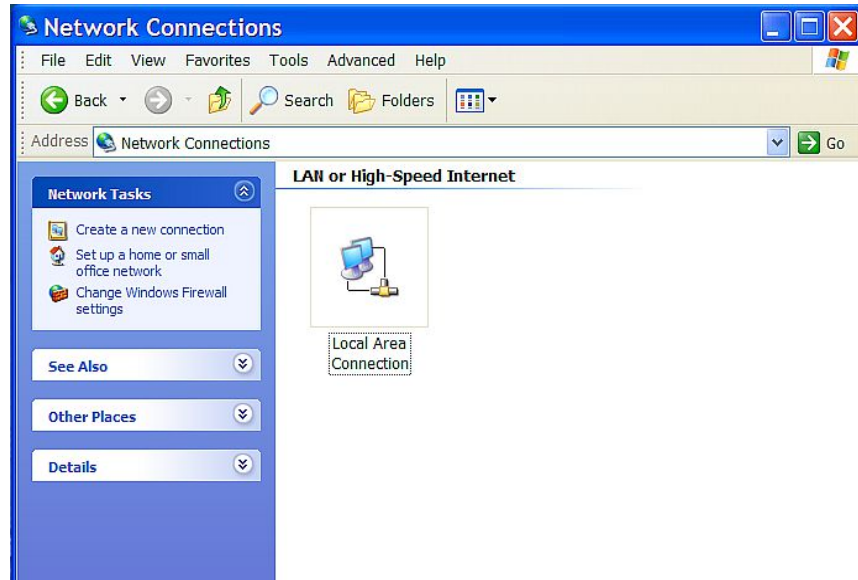 Network Connections
File Edit View Favorites Tools Advanced Help
Back Search Folders
Address Network Connections Go
Network Tasks
Create a new connection
Set up a home or small
office network
Change Windows Firewall
settings
See Also
Other Places
Details
LAN or High-Speed Internet
Local Area
Connection